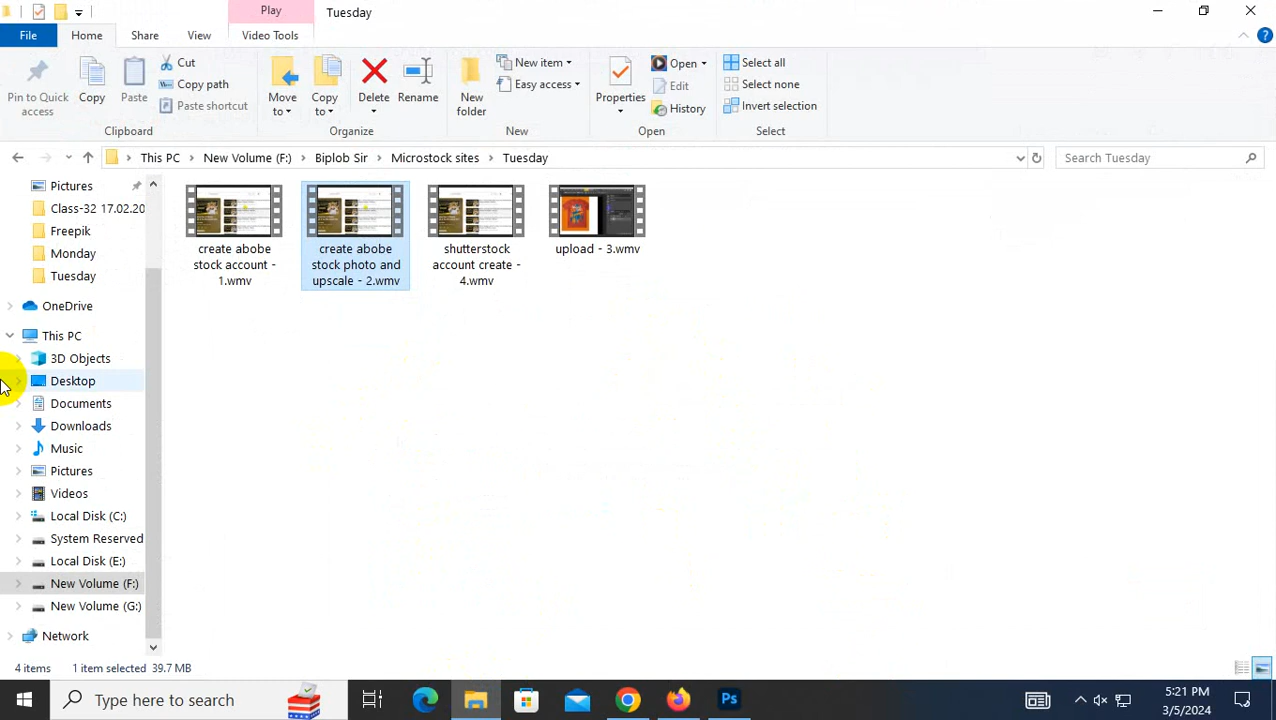 Play
Tuesday
File
Home
Share
View
Video Tools
Pin to Quick
access
Copy
Paste
Cut
Copy path
Paste shortcut
Clipboard
Move
to
Copy
to
Delete
Rename
Organize
New
folder
New item
Easy access
New
Properties
Open
Edit
History
Open
Select all
Select none
Invert selection
Select
This PC
New Volume (F:)
Biplob Sir
Microstock sites
Tuesday
Search Tuesday
Pictures
Class-32 17.02.20
Freepik
Monday
Tuesday
OneDrive
This PC
3D Objects
Desktop
Documents
Downloads
Music
Pictures
Videos
Local Disk (C:)
System Reserved
Local Disk (E:)
New Volume (F:)
New Volume (G:)
Network
create abobe
stock account -
1.wmv
create abobe
stock photo and
upscale - 2.wmv
shutterstock
account create -
4.wmv
upload - 3.wmv
4 items
1 item selected 39.7 MB
Type here to search
Ps
5:21 PM
3/5/2024